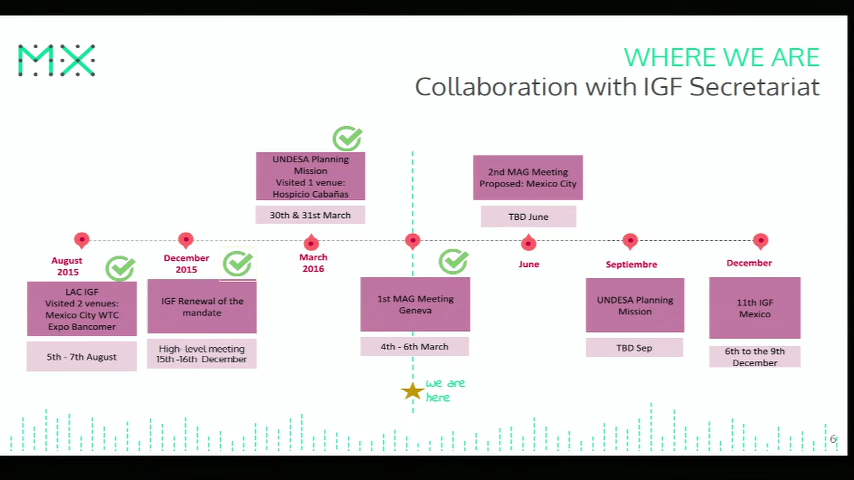 MX
WHERE WE ARE
Collaboration with IGF Secretariat
UNDESA Planning
Mission
Visited 1 venue:
Hospicio Cabañas
30th & 31st March
2nd MAG Meeting
Proposed: Mexico City
TBD June
August
2015
December
2015
March
2016
June
Septiembre
December
LAC IGF
Visited 2 venues:
Mexico City WTC
Expo Bancomer
5th - 7th August
IGF Renewal of the
mandate
High- level meeting
15th -16th December
1st MAG Meeting
Geneva
4th - 6th March
UNDESA Planning
Mission
TBD Sep
11th IGF
Mexico
6th to the 9th
December
we are
here
6